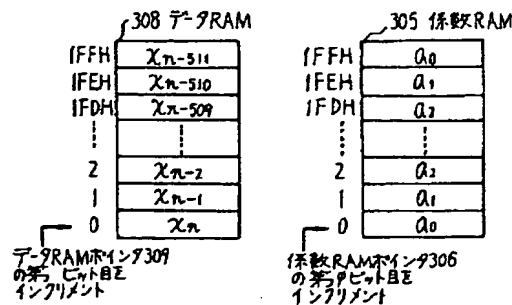 308 データRAM
1FFH
Xn-511
1FEH
Xn-510
1FDH
Xn-509
2
Xn-2
1
Xn-1
0
Xn
データRAMポインタ309
の第 ビット目を
インクリメント
305 係数RAM
1FFH
a0
1FEH
a1
1FDH
a2
2
a2
1
a1
0
a0
係数RAMポインタ306
の第φビット目を
インクリメント